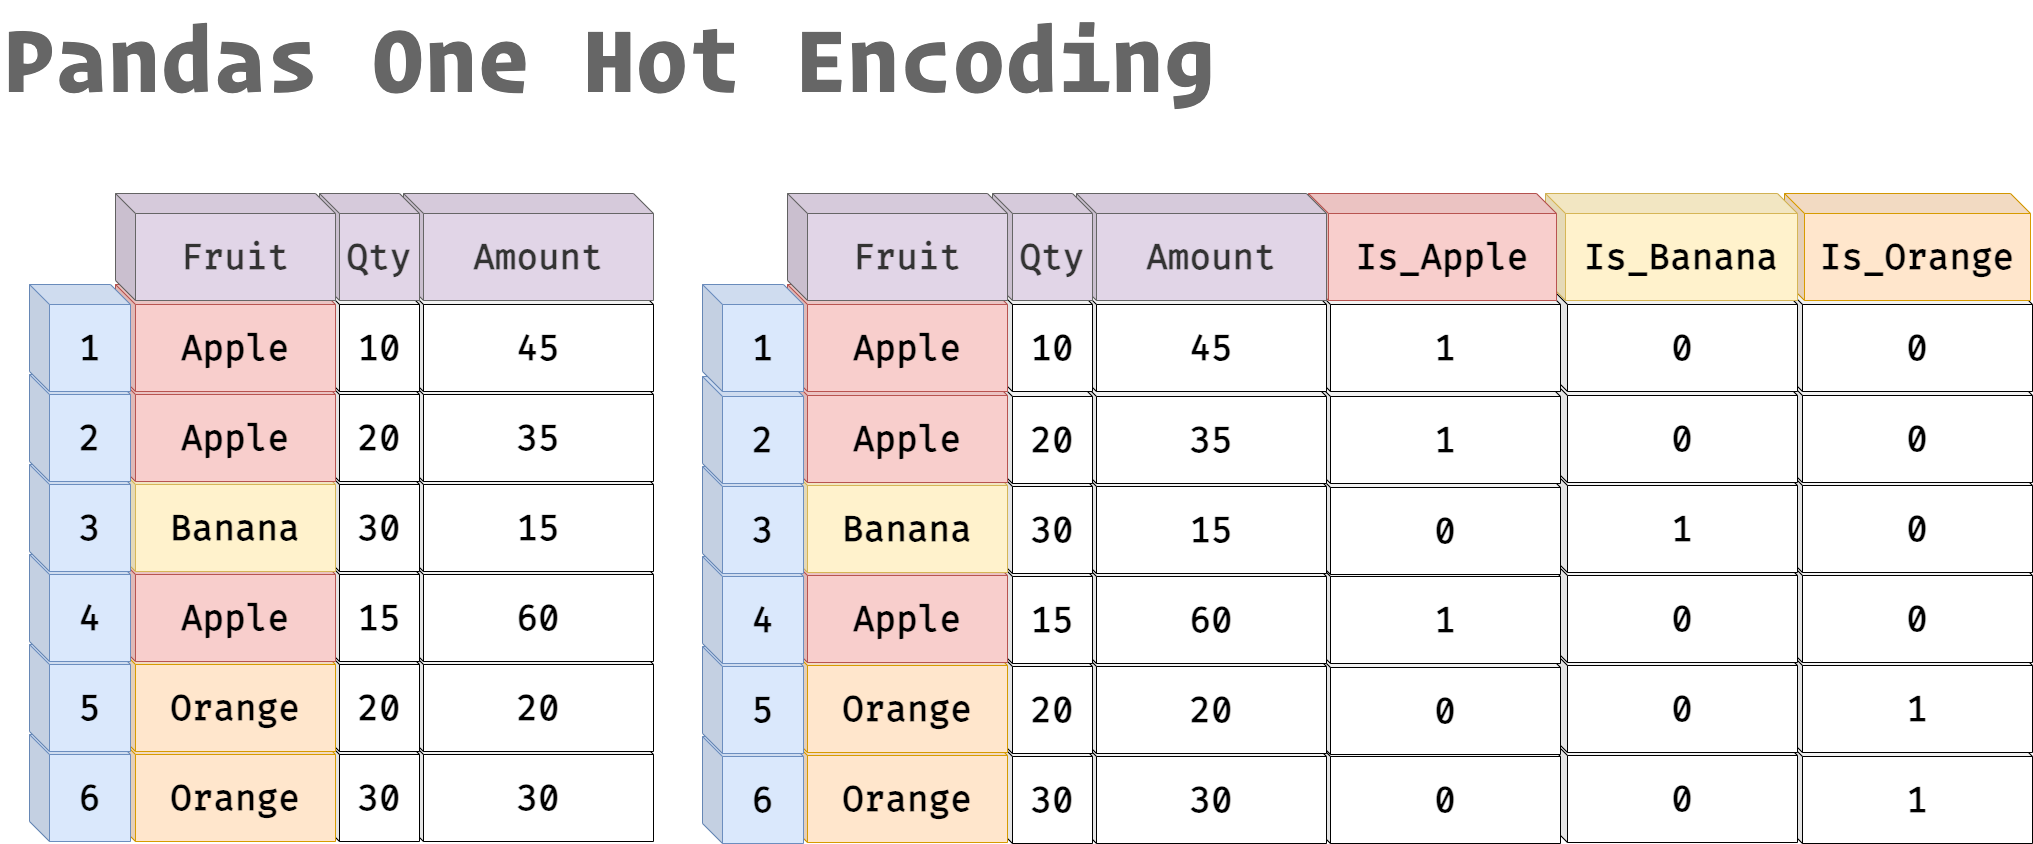 Pandas One Hot Encoding
Fruit Qty Amount
1 Apple 10 45
2 Apple 20 35
3 Banana 30 15
4 Apple 15 60
5 Orange 20 20
6 Orange 30 30
Fruit Qty Amount Is_Apple Is_Banana Is_Orange
1 Apple 10 45 1 0 0
2 Apple 20 35 1 0 0
3 Banana 30 15 0 1 0
4 Apple 15 60 1 0 0
5 Orange 20 20 0 0 1
6 Orange 30 30 0 0 1